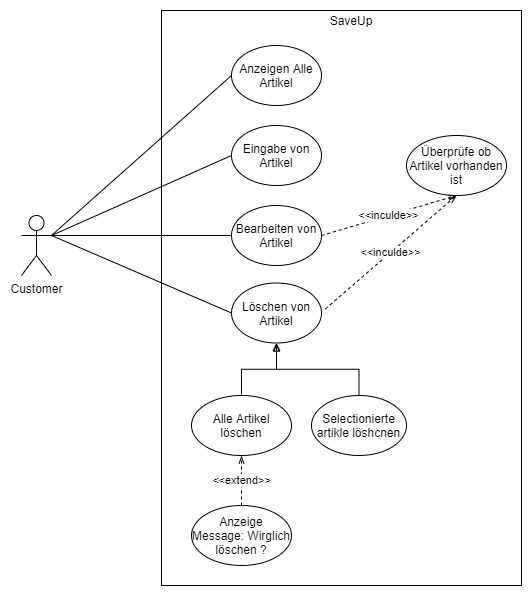 SaveUp
Anzeigen Alle
Artikel
Eingabe von
Artikel
Überprüfe ob
Artikel vorhanden
ist
Bearbeiten von
Artikel
<<inculde>>
<<inculde>>
Customer
Löschen von
Artikel
Alle Artikel
löschen
Selectionierte
artikle löshcnen
<<extend>>
Anzeige
Message: Wirglich
löschen ?